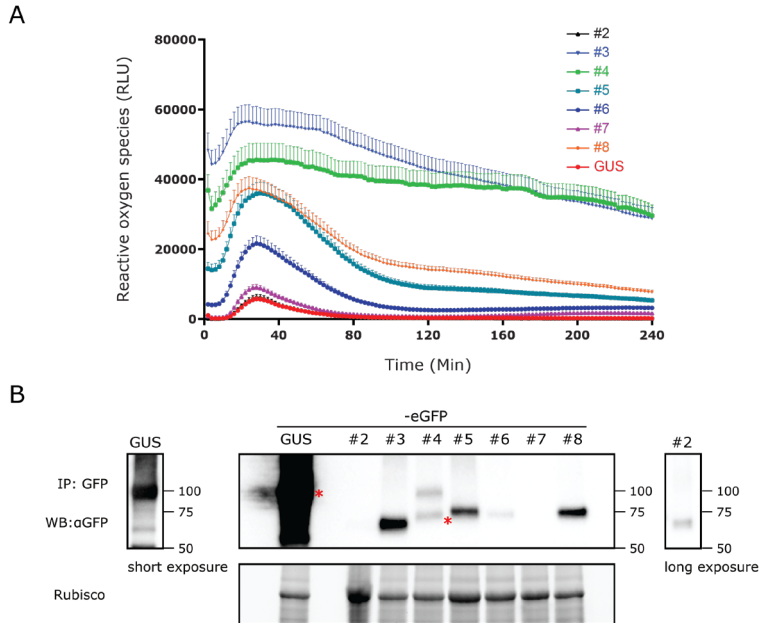 A
Reactive oxygen species (RLU)
80000
60000
40000
20000
0
0 40 80 120 160 200 240
Time (Min)
#2
#3
#4
#5
#6
#7
#8
GUS
B
-eGFP
GUS GUS #2 #3 #4 #5 #6 #7 #8 #2
IP: GFP
WB:αGFP
100
75
50
*
*
100
75
50
100
75
50
short exposure
long exposure
Rubisco